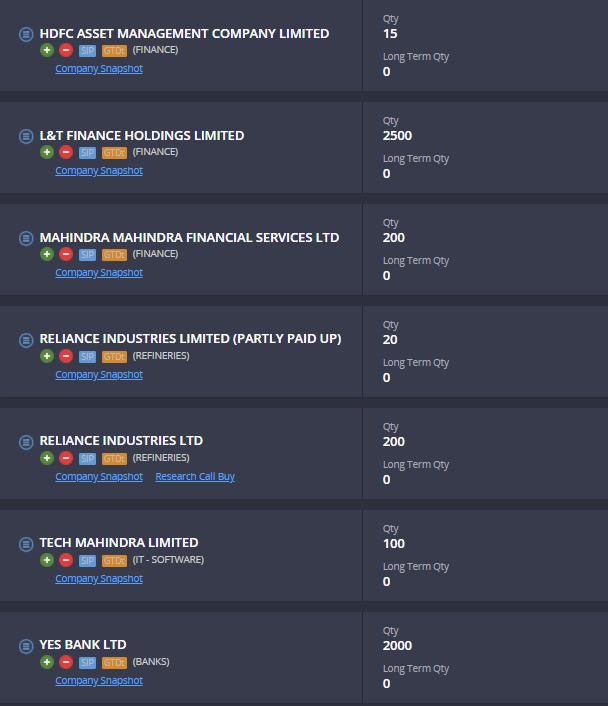 HDFC ASSET MANAGEMENT COMPANY LIMITED
SIP GTDt (FINANCE)
Company Snapshot
Qty
15
Long Term Qty
0
L&T FINANCE HOLDINGS LIMITED
SIP GTDt (FINANCE)
Company Snapshot
Qty
2500
Long Term Qty
0
MAHINDRA MAHINDRA FINANCIAL SERVICES LTD
SIP GTDt (FINANCE)
Company Snapshot
Qty
200
Long Term Qty
0
RELIANCE INDUSTRIES LIMITED (PARTLY PAID UP)
SIP GTDt (REFINERIES)
Company Snapshot
Qty
20
Long Term Qty
0
RELIANCE INDUSTRIES LTD
SIP GTDt (REFINERIES)
Company Snapshot Research Call Buy
Qty
200
Long Term Qty
0
TECH MAHINDRA LIMITED
SIP GTDt (IT - SOFTWARE)
Company Snapshot
Qty
100
Long Term Qty
0
YES BANK LTD
SIP GTDt (BANKS)
Company Snapshot
Qty
2000
Long Term Qty
0